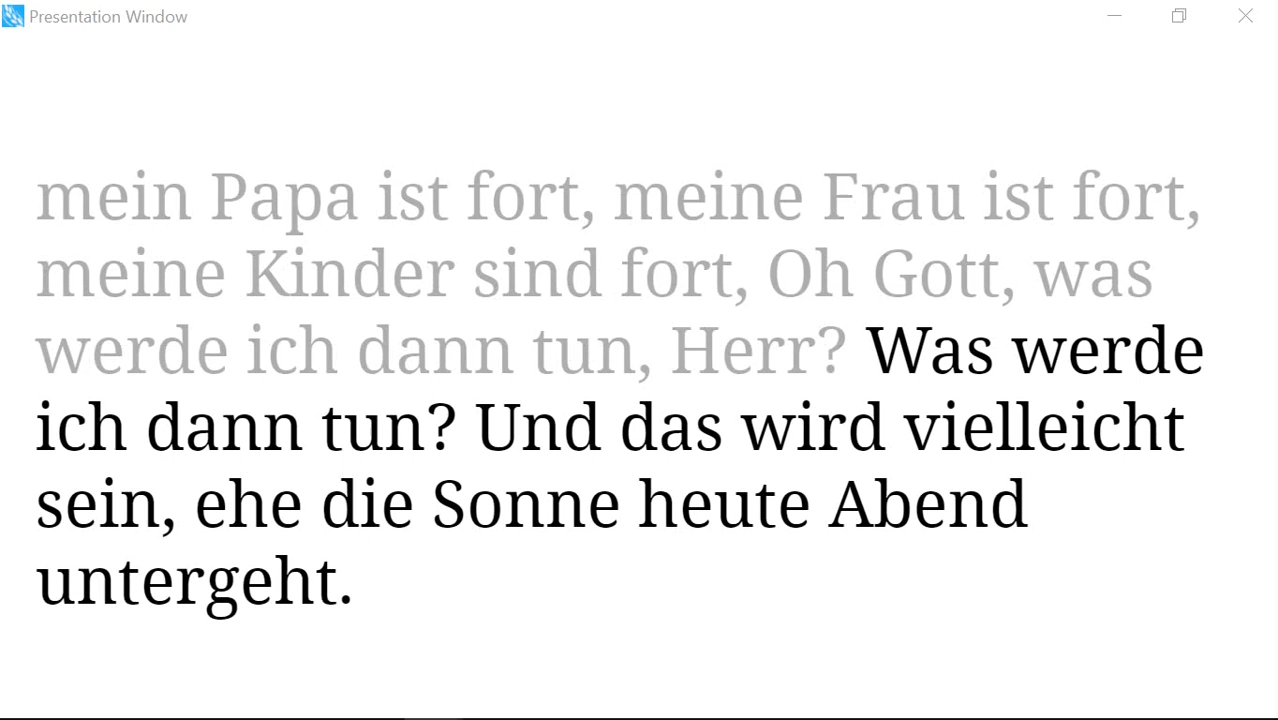 Presentation Window
mein Papa ist fort, meine Frau ist fort,
meine Kinder sind fort, Oh Gott, was
werde ich dann tun, Herr? Was werde
ich dann tun? Und das wird vielleicht
sein, ehe die Sonne heute Abend
untergeht.